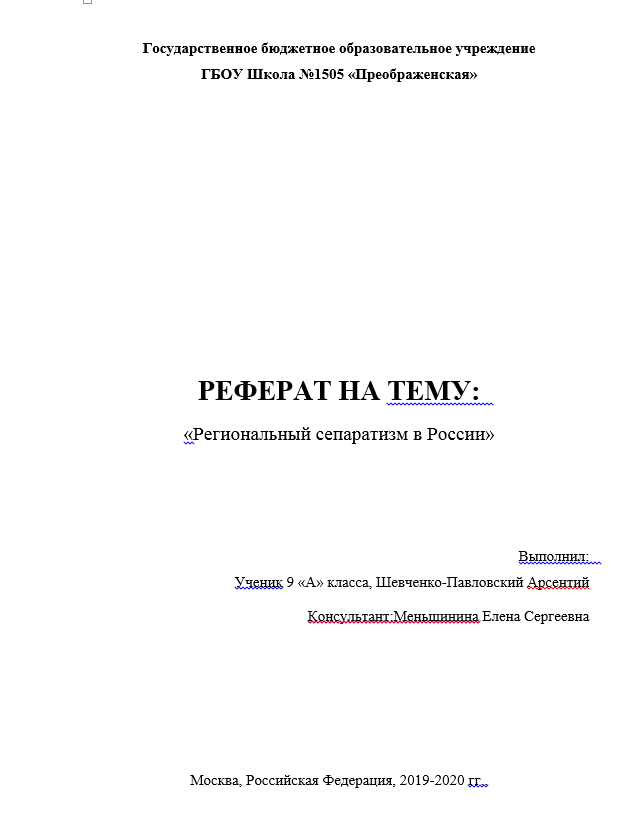 Государственное бюджетное образовательное учреждение
ГБОУ Школа №1505 «Преображенская»
РЕФЕРАТ НА ТЕМУ:
«Региональный сепаратизм в России»
Выполнил:
Ученик 9 «А» класса, Шевченко-Павловский Арсентий
Консультант:Меньшинина Елена Сергеевна
Москва, Российская Федерация, 2019-2020 гг..